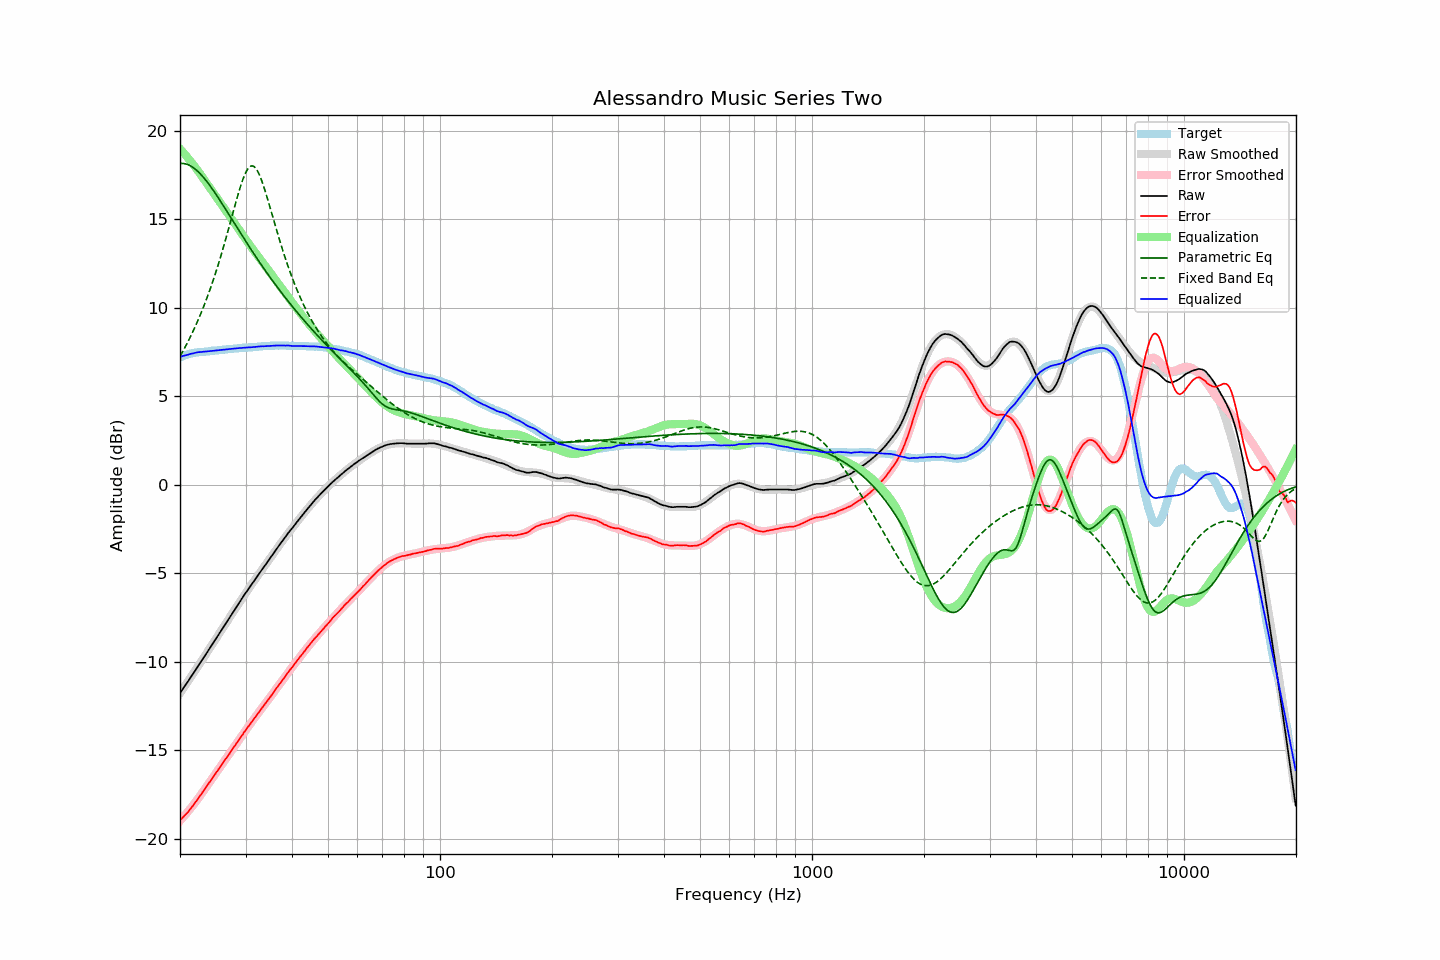 Alessandro Music Series Two
Target
Raw Smoothed
Error Smoothed
Raw
Error
Equalization
Parametric Eq
Fixed Band Eq
Equalized
20
15
10
5
0
−5
−10
−15
−20
Amplitude (dBr)
100
1000
10000
Frequency (Hz)